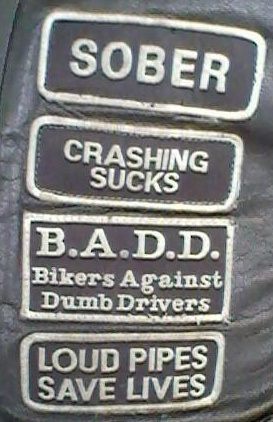 SOBER
CRASHING
SUCKS
B.A.D.D.
Bikers Against
Dumb Drivers
LOUD PIPES
SAVE LIVES